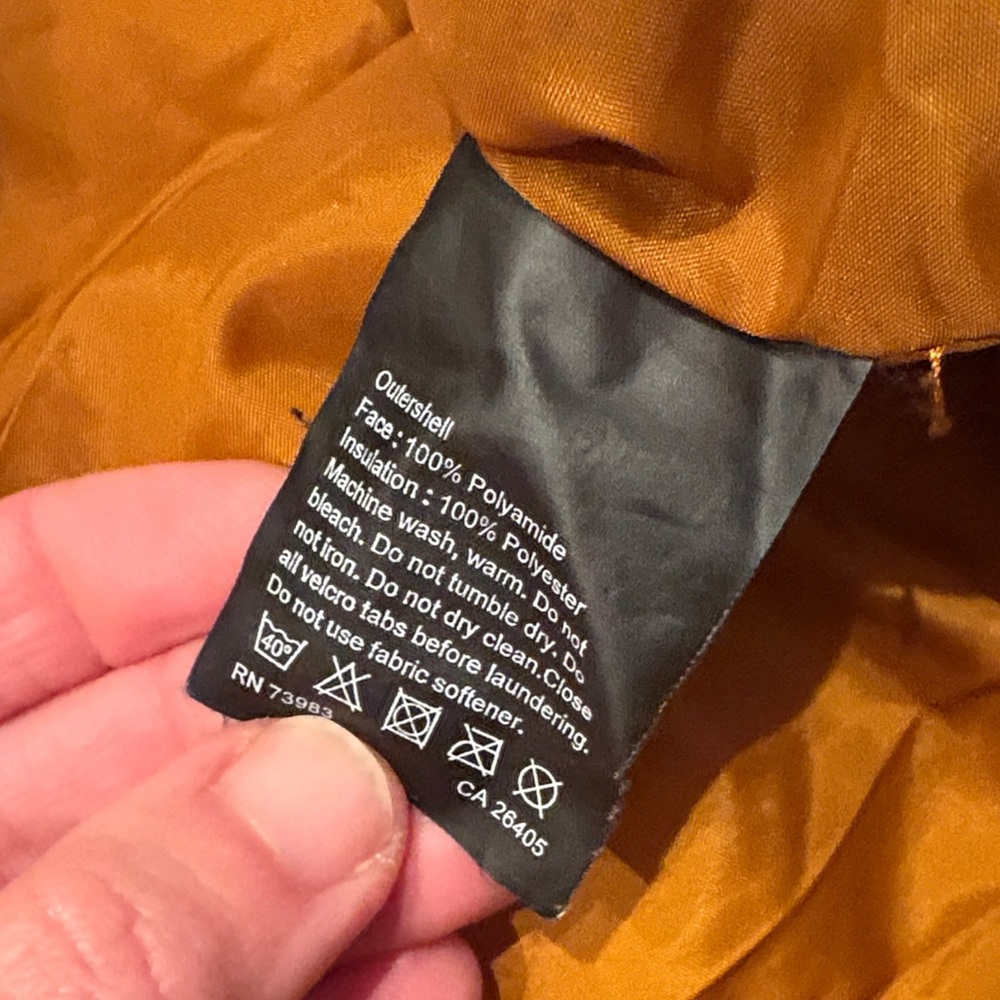 Outershell
Face : 100% Polyamide
Insulation : 100% Polyester
Machine wash, warm. Do not
bleach. Do not tumble dry. Do
not iron. Do not dry clean.Close
all velcro tabs before laundering.
Do not use fabric softener.
40°
RN 73983
CA 26405